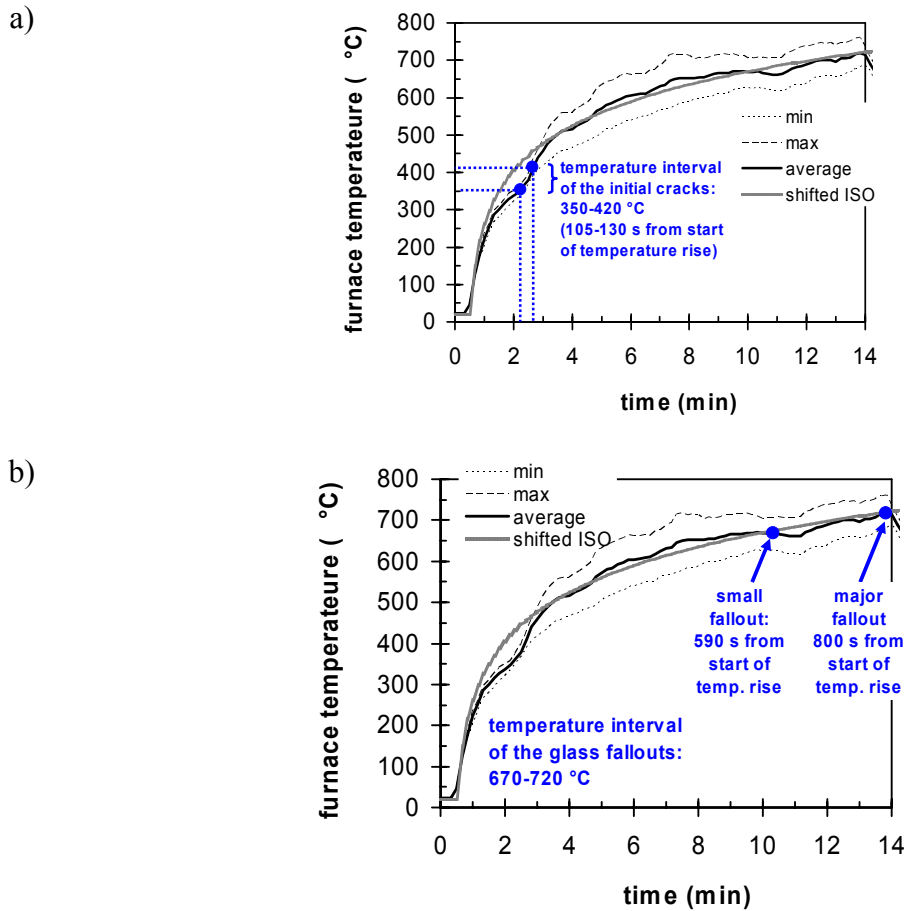 a)
800
700
600
500
400
300
200
100
0
furnace temperateure ( °C)
min
max
average
shifted ISO
temperature interval
of the initial cracks:
350-420 °C
(105-130 s from start
of temperature rise)
0 2 4 6 8 10 12 14
time (min)
b)
800
700
600
500
400
300
200
100
0
furnace temperature ( °C)
min
max
average
shifted ISO
small
fallout:
590 s from
start of
temp. rise
major
fallout
800 s from
start of
temp. rise
temperature interval
of the glass fallouts:
670-720 °C
0 2 4 6 8 10 12 14
time (min)